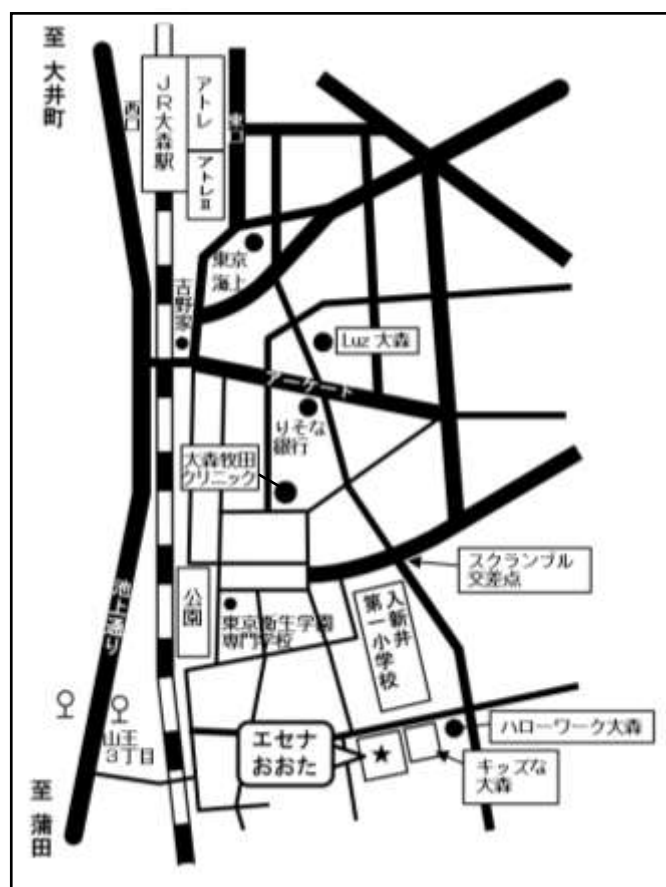 至 大井町
西口
JR大森駅
アトレ
アトレⅡ
東口
東京
海上
吉野家
Luz 大森
アーケード
りそな
銀行
大森牧田
クリニック
スクランブル
交差点
池上通り
公園
東京衛生学園
専門学校
入新井
第一小学校
山王
3丁目
エセナ
おおた
★
ハローワーク大森
キッズな
大森
至 蒲田